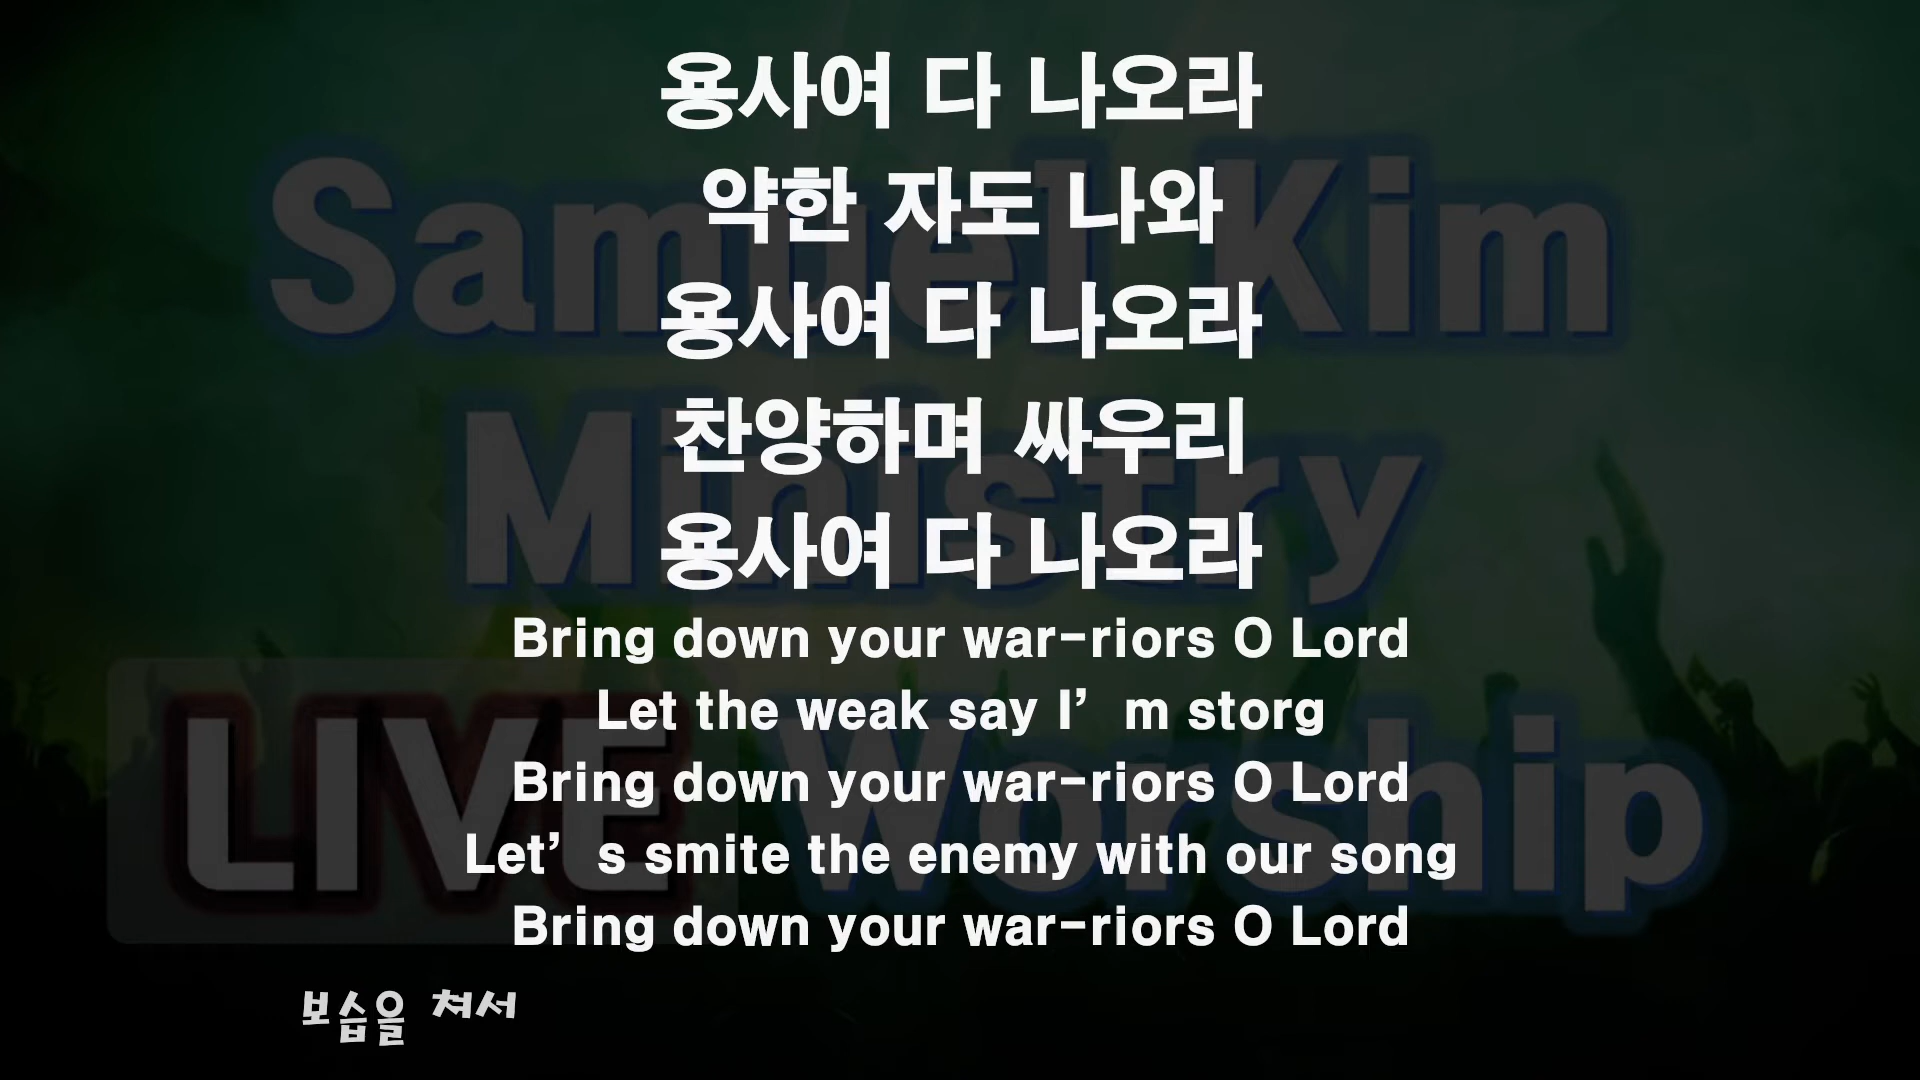 용사여 다 나오라
약한 자도 나와
용사여 다 나오라
찬양하며 싸우리
용사여 다 나오라
Bring down your war-riors O Lord
Let the weak say I’m storg
Bring down your war-riors O Lord
Let’s smite the enemy with our song
Bring down your war-riors O Lord
보습을 쳐서
Samuel Kim
Ministry
LIVE Worship